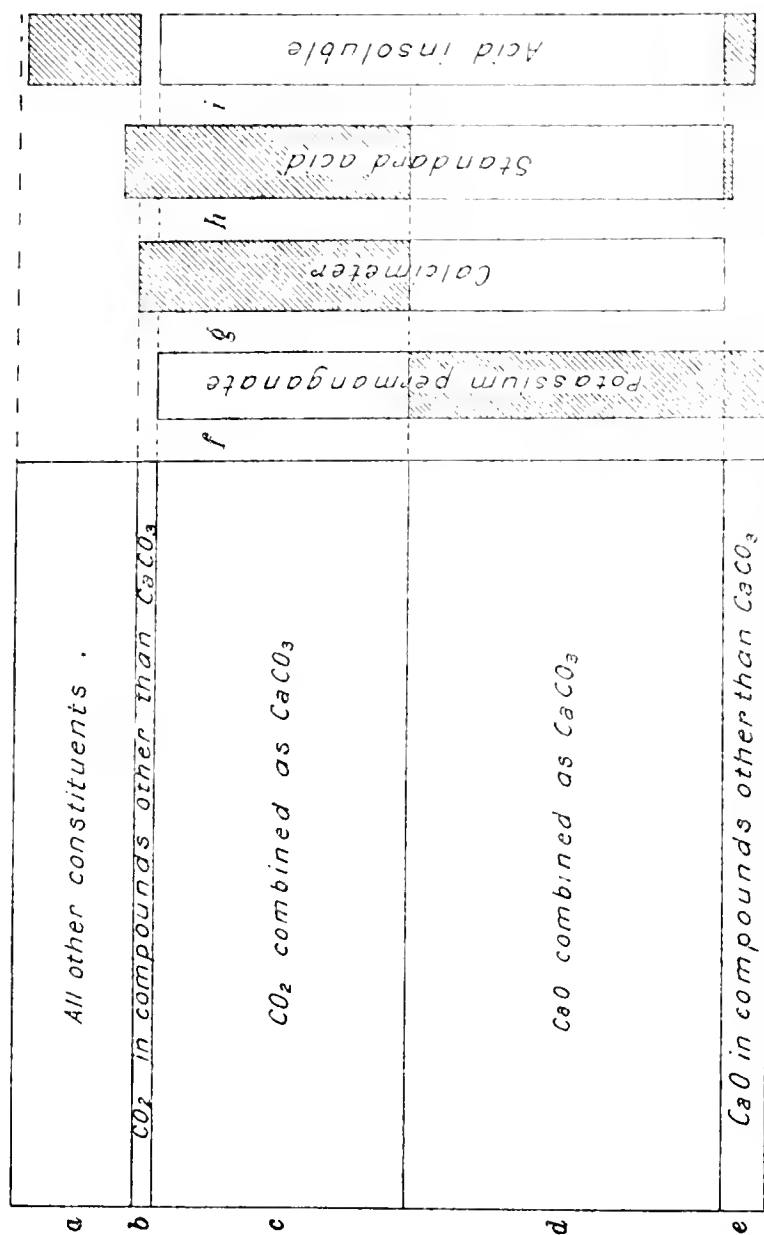 a
All other constituents .
b
CO₂ in compounds other than CaCO₃
c
CO₂ combined as CaCO₃
d
CaO combined as CaCO₃
e
CaO in compounds other than CaCO₃
f
Potassium permanganate
g
Calcimeter
h
Standard acid
i
Acid insoluble